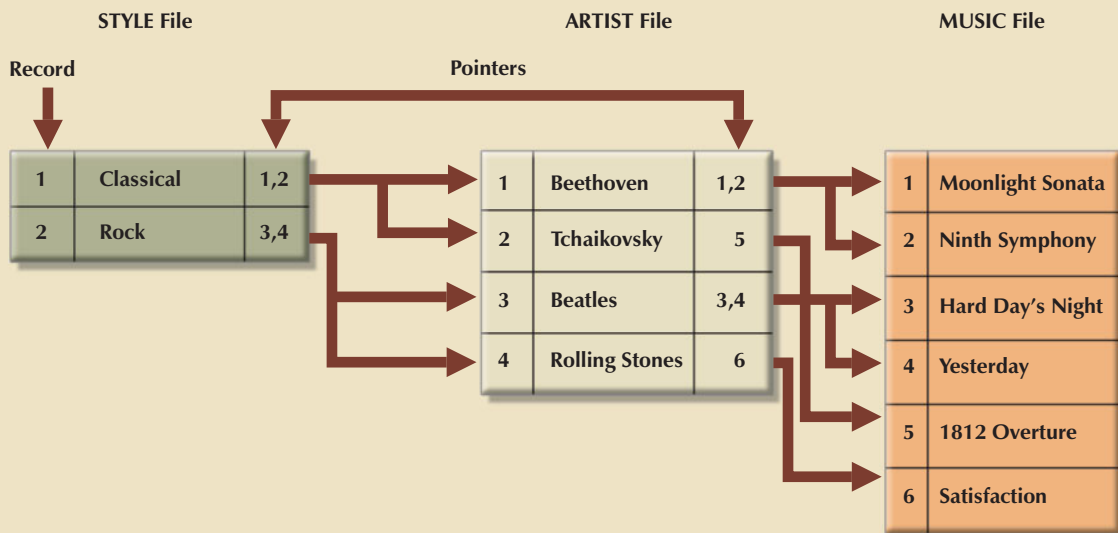 STYLE File
ARTIST File
MUSIC File
Record
Pointers
1 Classical 1,2
2 Rock 3,4
1 Beethoven 1,2
2 Tchaikovsky 5
3 Beatles 3,4
4 Rolling Stones 6
1 Moonlight Sonata
2 Ninth Symphony
3 Hard Day's Night
4 Yesterday
5 1812 Overture
6 Satisfaction